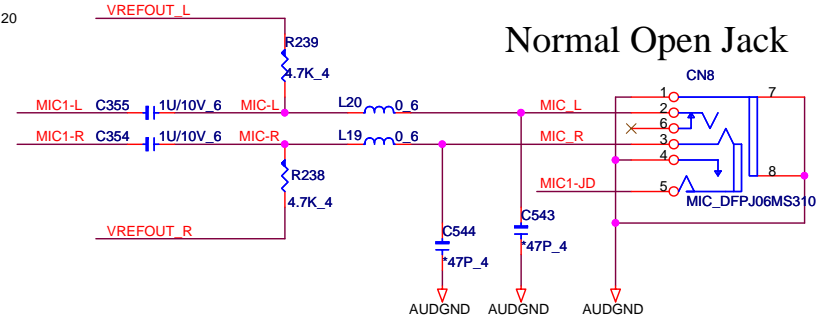 20
VREFOUT_L
Normal Open Jack
R239
4.7K_4
CN8
MIC1-L C355 1U/10V_6 MIC-L L20 0_6 MIC_L
MIC1-R C354 1U/10V_6 MIC-R L19 0_6 MIC_R
1
2
6
3
4
5
7
8
R238
4.7K_4
MIC1-JD
MIC_DFPJ06MS310
VREFOUT_R
C544
*47P_4
C543
*47P_4
AUDGND AUDGND AUDGND